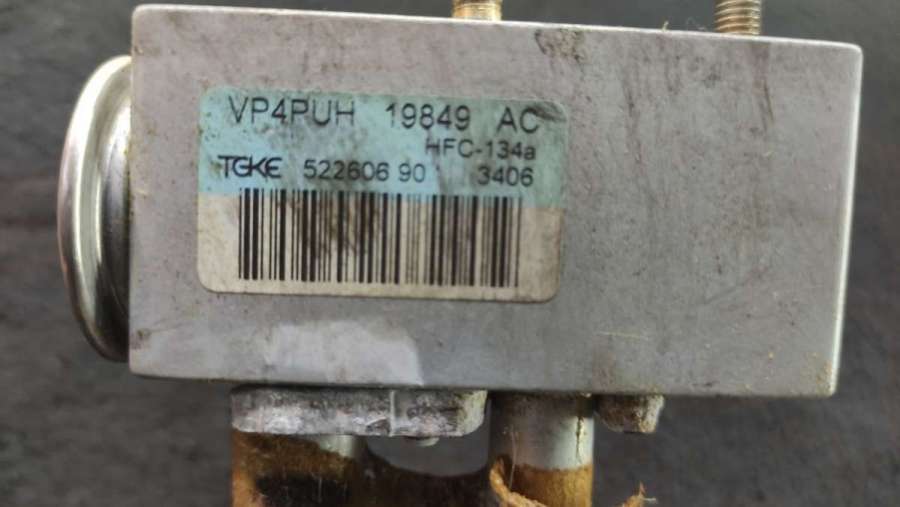 VP4PUH 19849 AC
HFC-134a
TGKE 522606 90 3406